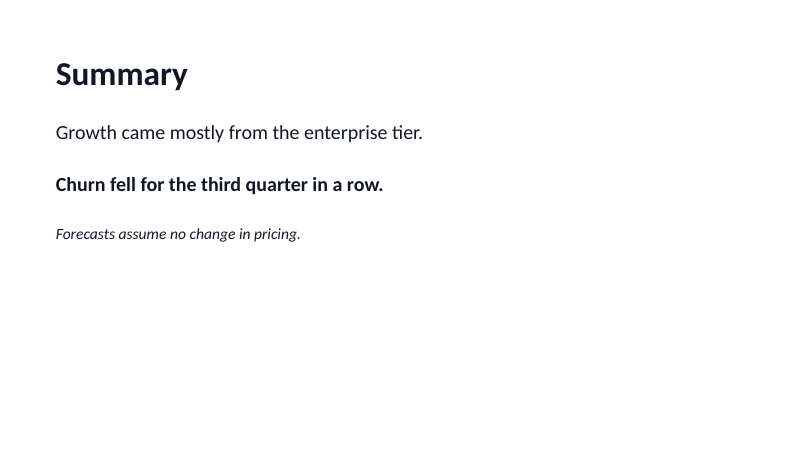 Summary
Growth came mostly from the enterprise tier.
Churn fell for the third quarter in a row.
Forecasts assume no change in pricing.